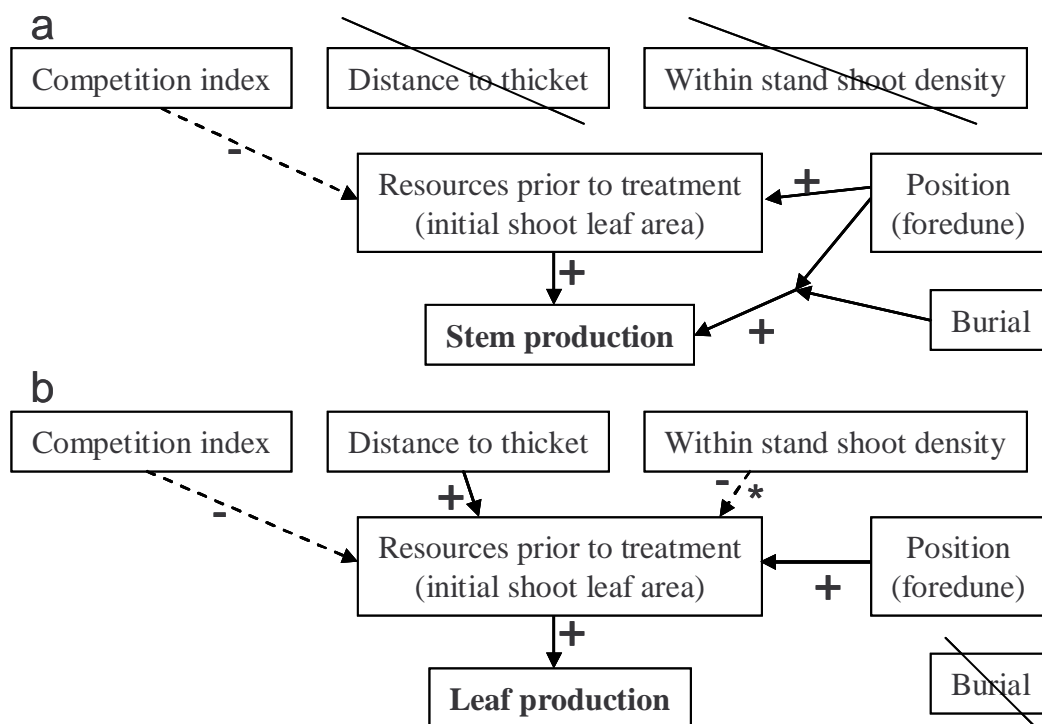 a
Competition index
Distance to thicket
Within stand shoot density
-
Resources prior to treatment
(initial shoot leaf area)
+
Position
(foredune)
+
Stem production
+
Burial
b
Competition index
Distance to thicket
Within stand shoot density
-
+
- *
Resources prior to treatment
(initial shoot leaf area)
+
Position
(foredune)
+
Leaf production
Burial